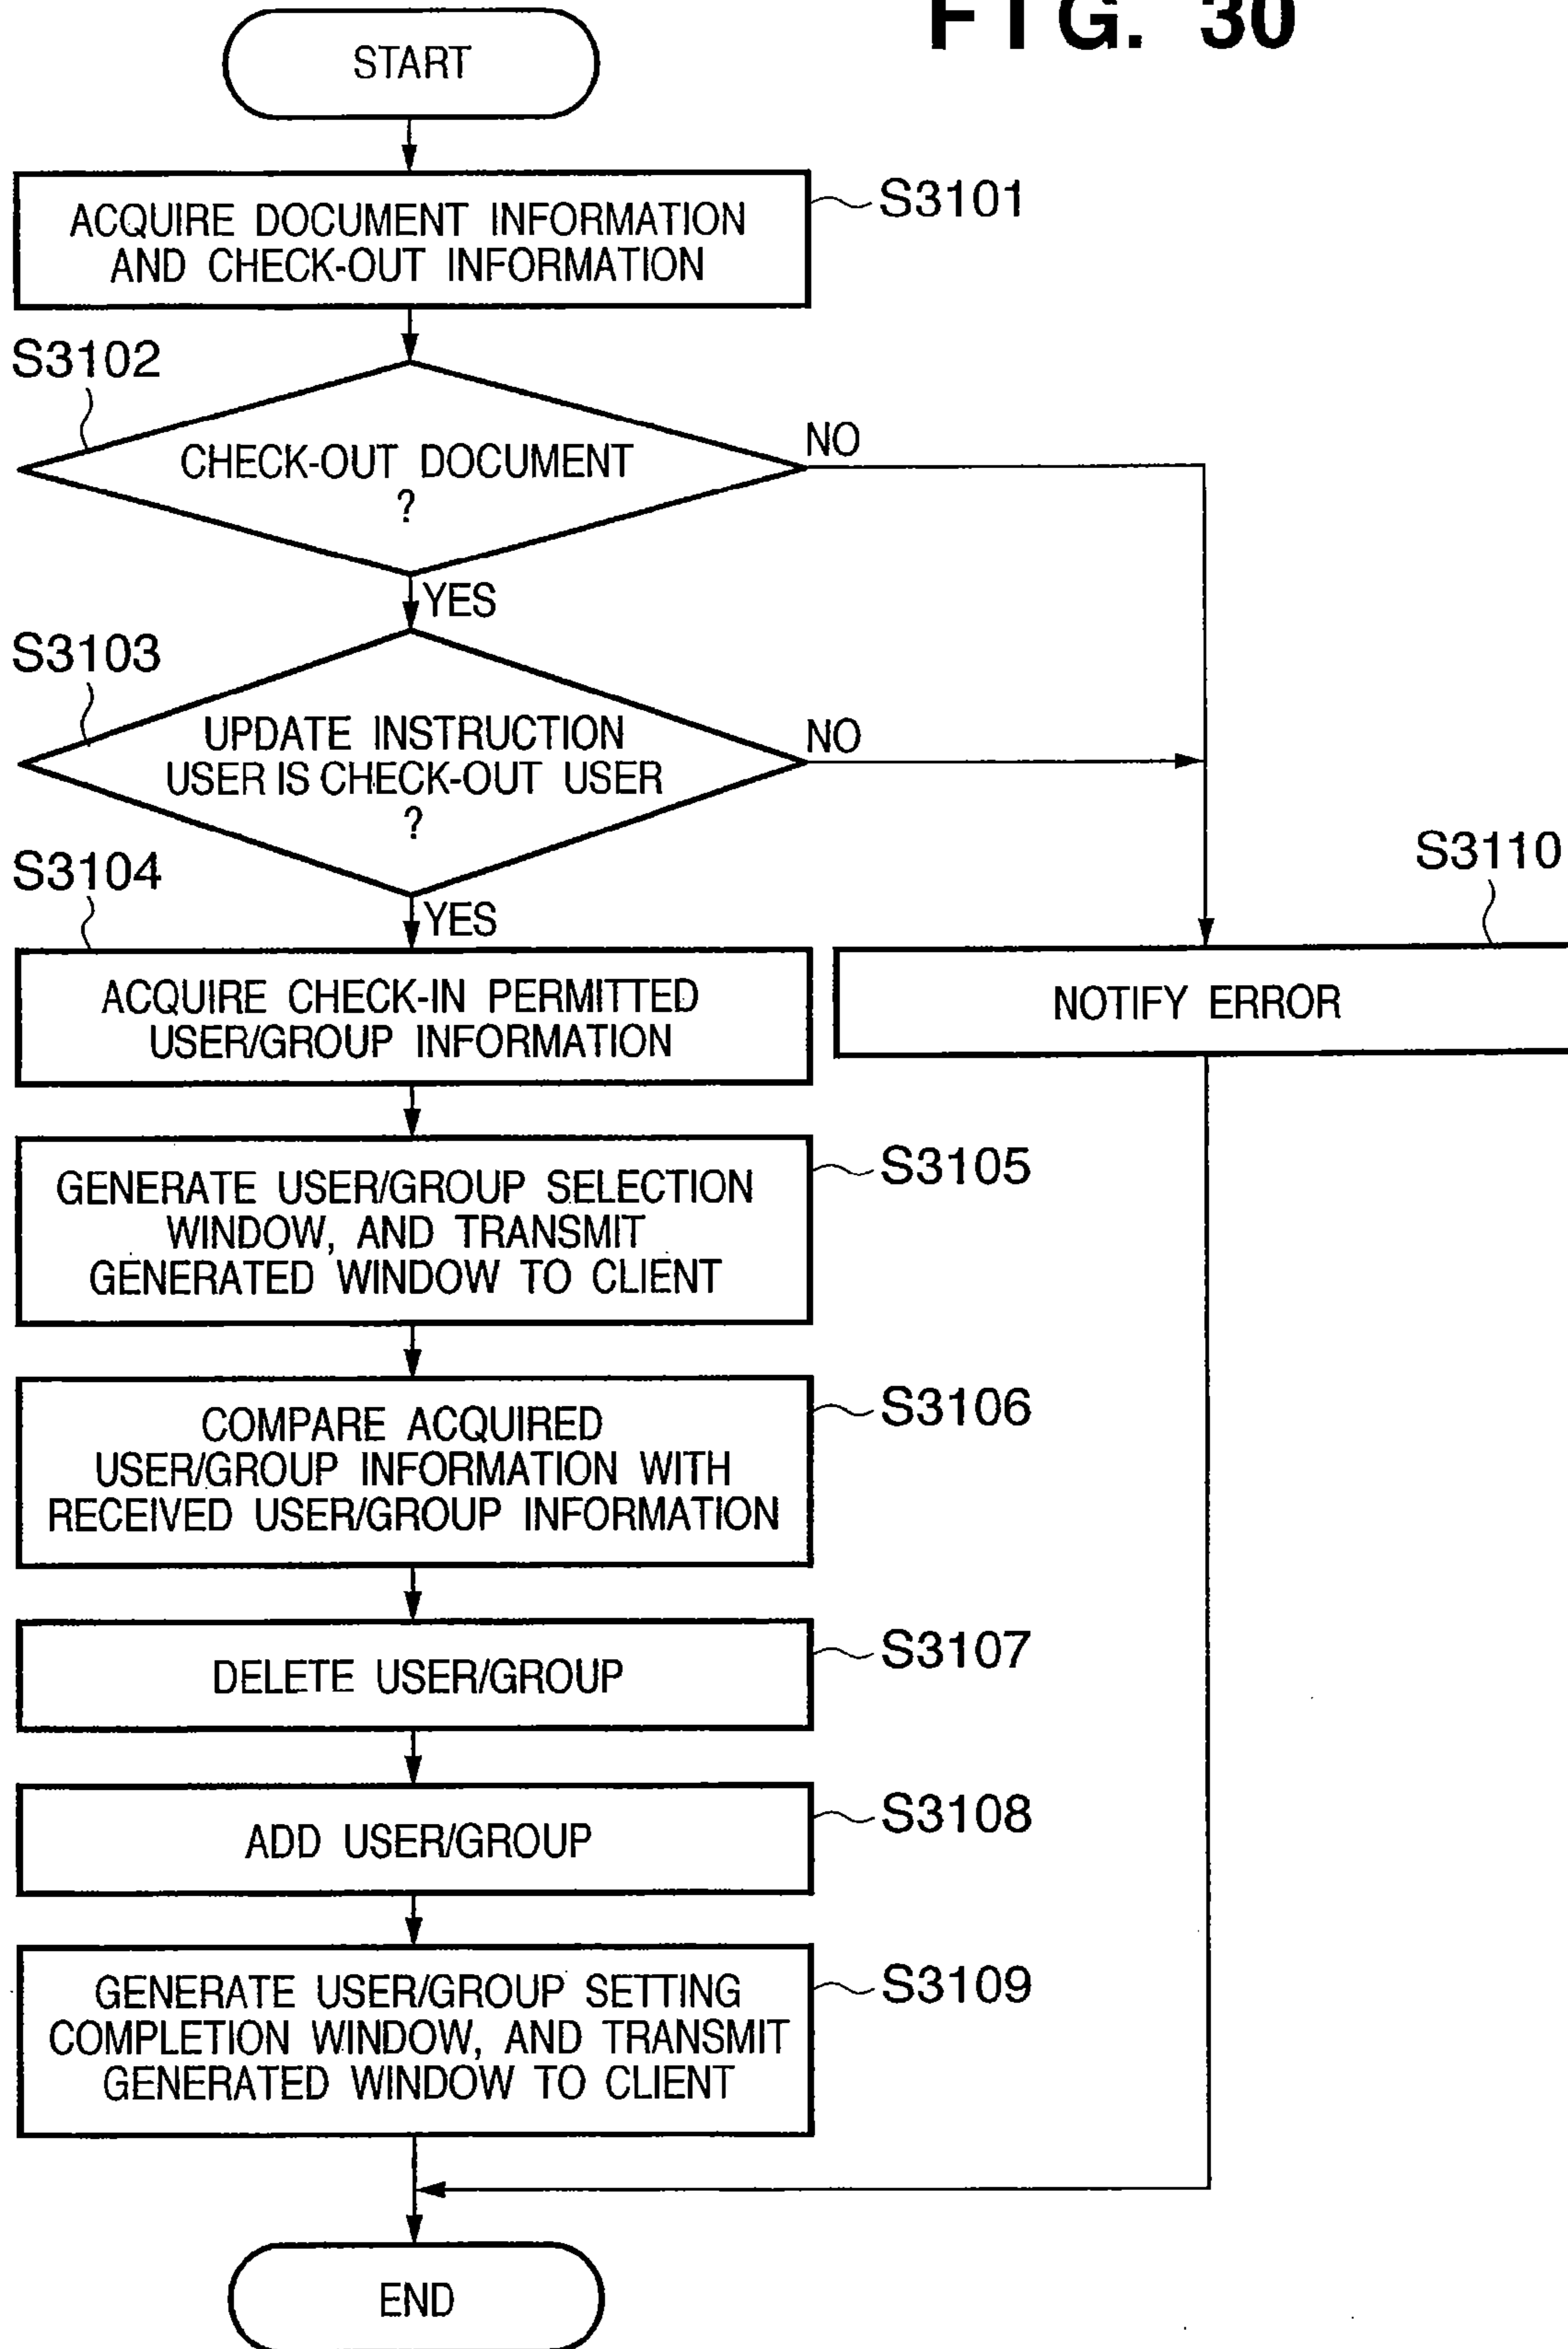 FIG. 30
START
ACQUIRE DOCUMENT INFORMATION
AND CHECK-OUT INFORMATION
S3101
S3102
CHECK-OUT DOCUMENT
?
NO
YES
S3103
UPDATE INSTRUCTION
USER IS CHECK-OUT USER
?
NO
YES
S3104
ACQUIRE CHECK-IN PERMITTED
USER/GROUP INFORMATION
S3110
NOTIFY ERROR
GENERATE USER/GROUP SELECTION
WINDOW, AND TRANSMIT
GENERATED WINDOW TO CLIENT
S3105
COMPARE ACQUIRED
USER/GROUP INFORMATION WITH
RECEIVED USER/GROUP INFORMATION
S3106
DELETE USER/GROUP
S3107
ADD USER/GROUP
S3108
GENERATE USER/GROUP SETTING
COMPLETION WINDOW, AND TRANSMIT
GENERATED WINDOW TO CLIENT
S3109
END